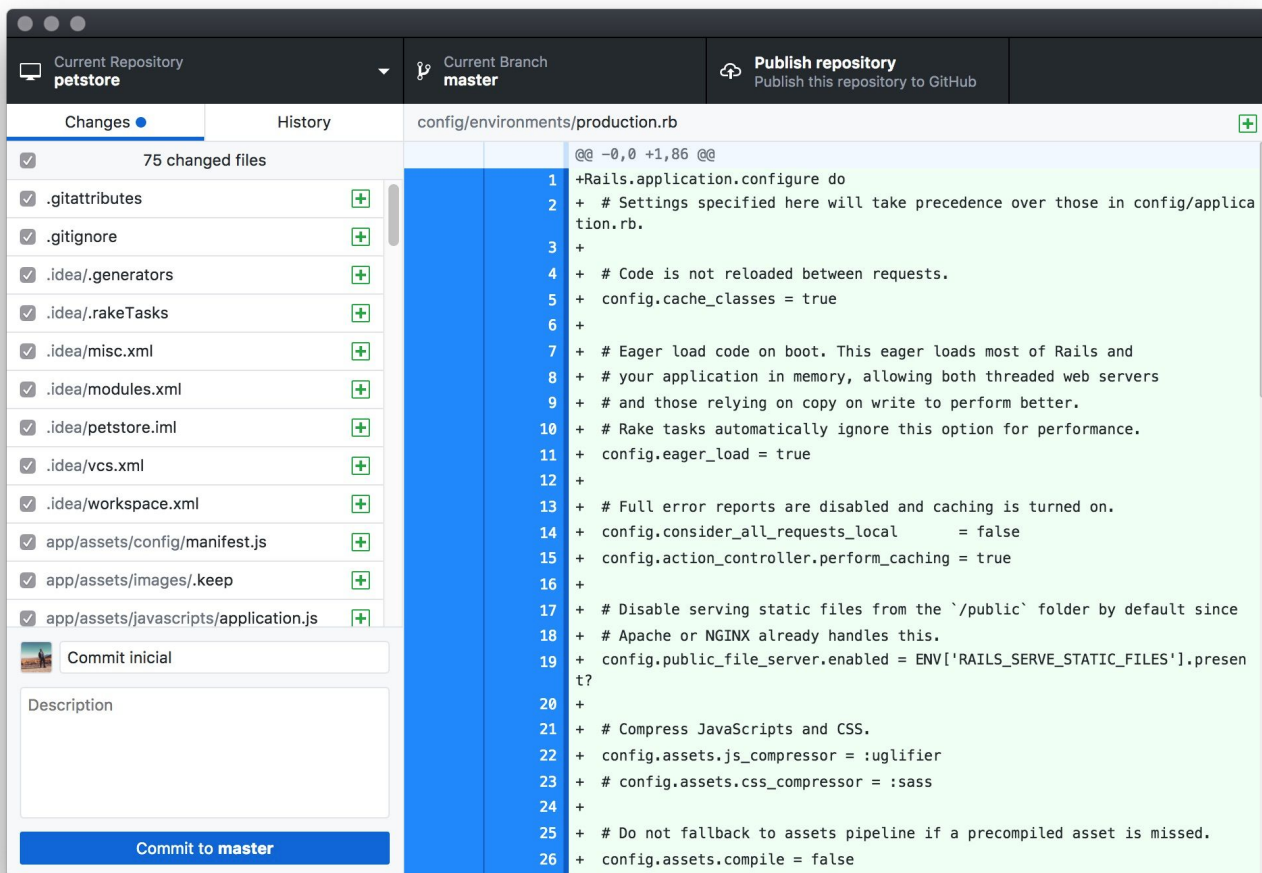 Current Repository
petstore
Current Branch
master
Publish repository
Publish this repository to GitHub
Changes
History
config/environments/production.rb
75 changed files
.gitattributes
.gitignore
.idea/.generators
.idea/.rakeTasks
.idea/misc.xml
.idea/modules.xml
.idea/petstore.iml
.idea/vcs.xml
.idea/workspace.xml
app/assets/config/manifest.js
app/assets/images/.keep
app/assets/javascripts/application.js
Commit inicial
Description
Commit to master
@@ -0,0 +1,86 @@
1 +Rails.application.configure do
2 +  # Settings specified here will take precedence over those in config/applica
tion.rb.
3 +
4 +  # Code is not reloaded between requests.
5 +  config.cache_classes = true
6 +
7 +  # Eager load code on boot. This eager loads most of Rails and
8 +  # your application in memory, allowing both threaded web servers
9 +  # and those relying on copy on write to perform better.
10 +  # Rake tasks automatically ignore this option for performance.
11 +  config.eager_load = true
12 +
13 +  # Full error reports are disabled and caching is turned on.
14 +  config.consider_all_requests_local       = false
15 +  config.action_controller.perform_caching = true
16 +
17 +  # Disable serving static files from the `/public` folder by default since
18 +  # Apache or NGINX already handles this.
19 +  config.public_file_server.enabled = ENV['RAILS_SERVE_STATIC_FILES'].presen
t?
20 +
21 +  # Compress JavaScripts and CSS.
22 +  config.assets.js_compressor = :uglifier
23 +  # config.assets.css_compressor = :sass
24 +
25 +  # Do not fallback to assets pipeline if a precompiled asset is missed.
26 +  config.assets.compile = false